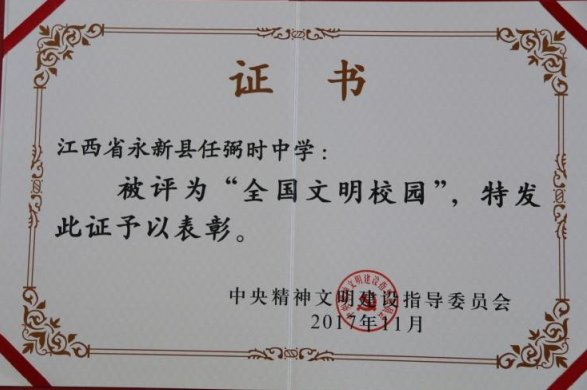 证 书
江西省永新县任弼时中学：
被评为“全国文明校园”，特发
此证予以表彰。
中央精神文明建设指导委员会
2017年11月